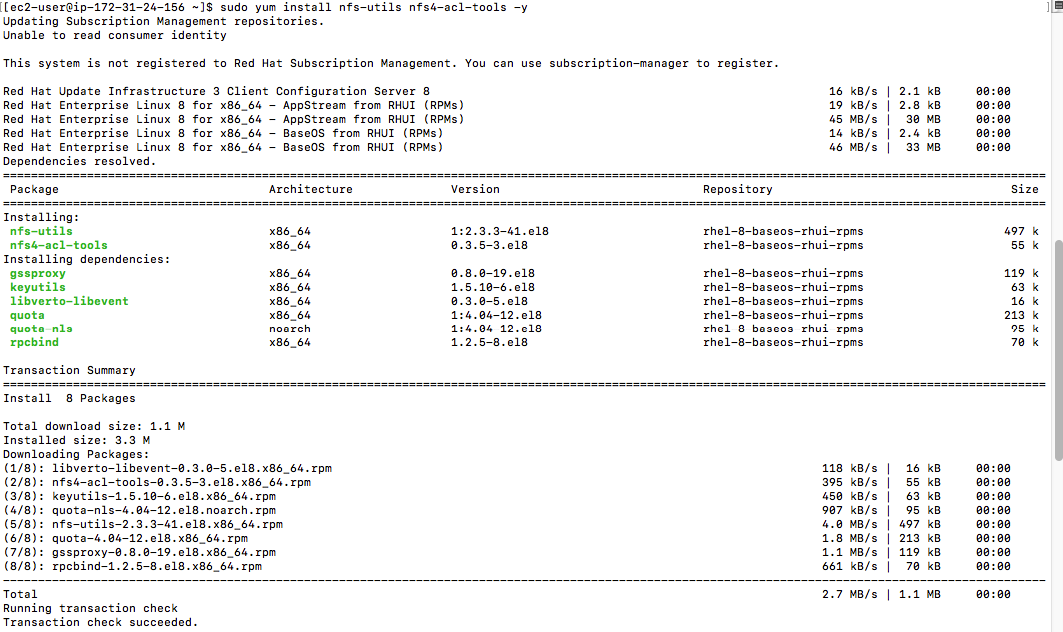 [[ec2-user@ip-172-31-24-156 ~]$ sudo yum install nfs-utils nfs4-acl-tools -y ]
Updating Subscription Management repositories.
Unable to read consumer identity
This system is not registered to Red Hat Subscription Management. You can use subscription-manager to register.
Red Hat Update Infrastructure 3 Client Configuration Server 8 16 kB/s | 2.1 kB 00:00
Red Hat Enterprise Linux 8 for x86_64 - AppStream from RHUI (RPMs) 19 kB/s | 2.8 kB 00:00
Red Hat Enterprise Linux 8 for x86_64 - AppStream from RHUI (RPMs) 45 MB/s | 30 MB 00:00
Red Hat Enterprise Linux 8 for x86_64 - BaseOS from RHUI (RPMs) 14 kB/s | 2.4 kB 00:00
Red Hat Enterprise Linux 8 for x86_64 - BaseOS from RHUI (RPMs) 46 MB/s | 33 MB 00:00
Dependencies resolved.
Package Architecture Version Repository Size
Installing:
nfs-utils x86_64 1:2.3.3-41.el8 rhel-8-baseos-rhui-rpms 497 k
nfs4-acl-tools x86_64 0.3.5-3.el8 rhel-8-baseos-rhui-rpms 55 k
Installing dependencies:
gssproxy x86_64 0.8.0-19.el8 rhel-8-baseos-rhui-rpms 119 k
keyutils x86_64 1.5.10-6.el8 rhel-8-baseos-rhui-rpms 63 k
libverto-libevent x86_64 0.3.0-5.el8 rhel-8-baseos-rhui-rpms 16 k
quota x86_64 1:4.04-12.el8 rhel-8-baseos-rhui-rpms 213 k
quota-nls noarch 1:4.04-12.el8 rhel-8-baseos-rhui-rpms 95 k
rpcbind x86_64 1.2.5-8.el8 rhel-8-baseos-rhui-rpms 70 k
Transaction Summary
Install 8 Packages
Total download size: 1.1 M
Installed size: 3.3 M
Downloading Packages:
(1/8): libverto-libevent-0.3.0-5.el8.x86_64.rpm 118 kB/s | 16 kB 00:00
(2/8): nfs4-acl-tools-0.3.5-3.el8.x86_64.rpm 395 kB/s | 55 kB 00:00
(3/8): keyutils-1.5.10-6.el8.x86_64.rpm 450 kB/s | 63 kB 00:00
(4/8): quota-nls-4.04-12.el8.noarch.rpm 907 kB/s | 95 kB 00:00
(5/8): nfs-utils-2.3.3-41.el8.x86_64.rpm 4.0 MB/s | 497 kB 00:00
(6/8): quota-4.04-12.el8.x86_64.rpm 1.8 MB/s | 213 kB 00:00
(7/8): gssproxy-0.8.0-19.el8.x86_64.rpm 1.1 MB/s | 119 kB 00:00
(8/8): rpcbind-1.2.5-8.el8.x86_64.rpm 661 kB/s | 70 kB 00:00
Total 2.7 MB/s | 1.1 MB 00:00
Running transaction check
Transaction check succeeded.